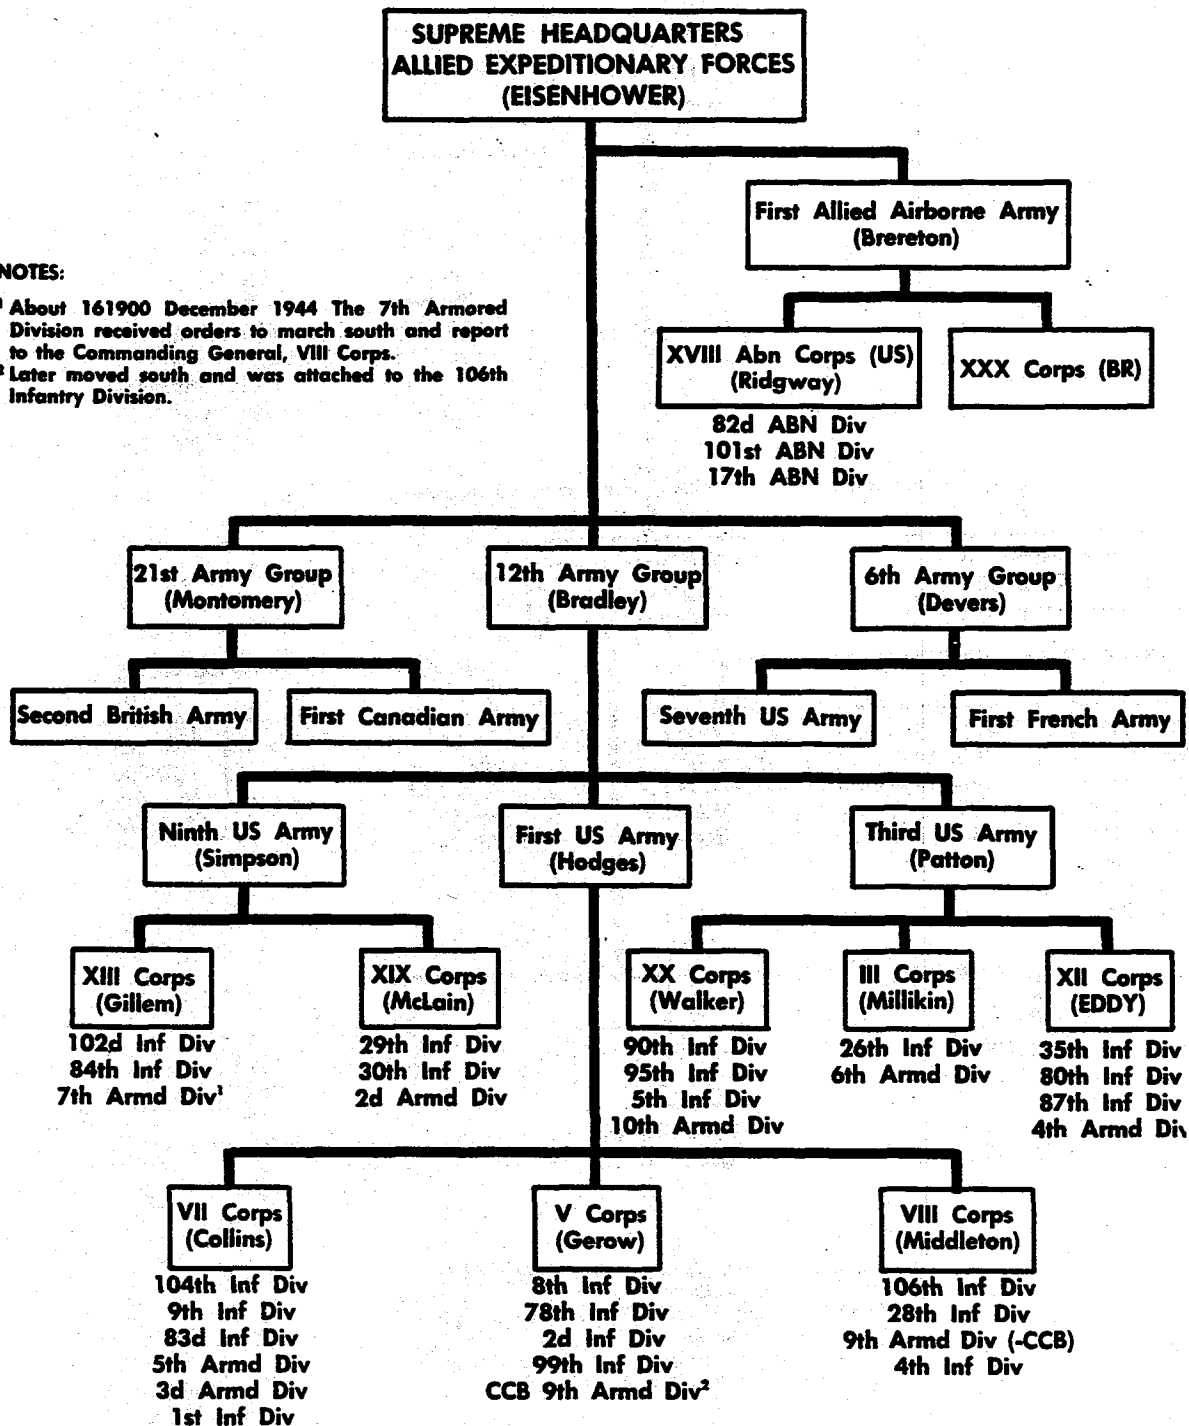 SUPREME HEADQUARTERS
ALLIED EXPEDITIONARY FORCES
(EISENHOWER)
First Allied Airborne Army
(Brereton)
NOTES:
¹ About 161900 December 1944 The 7th Armored
Division received orders to march south and report
to the Commanding General, VIII Corps.
² Later moved south and was attached to the 106th
Infantry Division.
XVIII Abn Corps (US)
(Ridgway)
XXX Corps (BR)
82d ABN Div
101st ABN Div
17th ABN Div
21st Army Group
(Montomery)
12th Army Group
(Bradley)
6th Army Group
(Devers)
Second British Army
First Canadian Army
Seventh US Army
First French Army
Ninth US Army
(Simpson)
First US Army
(Hodges)
Third US Army
(Patton)
XIII Corps
(Gillem)
102d Inf Div
84th Inf Div
7th Armd Div¹
XIX Corps
(McLain)
29th Inf Div
30th Inf Div
2d Armd Div
XX Corps
(Walker)
90th Inf Div
95th Inf Div
5th Inf Div
10th Armd Div
III Corps
(Millikin)
26th Inf Div
6th Armd Div
XII Corps
(EDDY)
35th Inf Div
80th Inf Div
87th Inf Div
4th Armd Div
VII Corps
(Collins)
104th Inf Div
9th Inf Div
83d Inf Div
5th Armd Div
3d Armd Div
1st Inf Div
V Corps
(Gerow)
8th Inf Div
78th Inf Div
2d Inf Div
99th Inf Div
CCB 9th Armd Div²
VIII Corps
(Middleton)
106th Inf Div
28th Inf Div
9th Armd Div (-CCB)
4th Inf Div